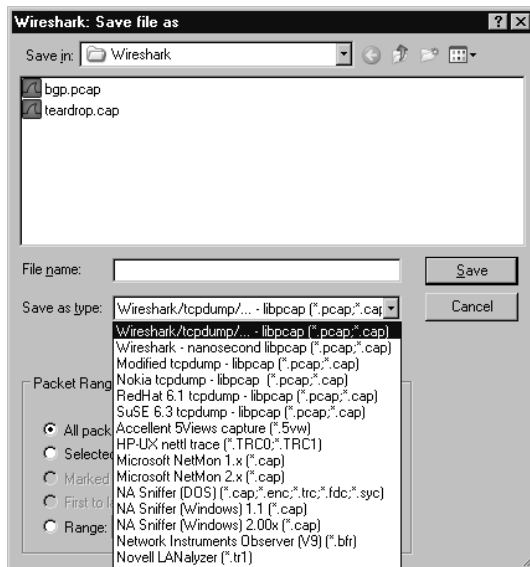 Wireshark: Save file as
Save in: Wireshark
bgp.pcap
teardrop.cap
File name:
Save
Save as type: Wireshark/tcpdump/... - libpcap (*.pcap;*.cap
Cancel
Wireshark/tcpdump/... - libpcap (*.pcap;*.cap)
Wireshark - nanosecond libpcap (*.pcap;*.cap)
Modified tcpdump - libpcap (*.pcap;*.cap)
Nokia tcpdump - libpcap (*.pcap;*.cap)
RedHat 6.1 tcpdump - libpcap (*.pcap;*.cap)
SuSE 6.3 tcpdump - libpcap (*.pcap;*.cap)
Accellent 5Views capture (*.5vw)
HP-UX nettl trace (*.TRC0;*.TRC1)
Microsoft NetMon 1.x (*.cap)
Microsoft NetMon 2.x (*.cap)
NA Sniffer (DOS) (*.cap;*.enc;*.trc;*.fdc;*.syc)
NA Sniffer (Windows) 1.1 (*.cap)
NA Sniffer (Windows) 2.00x (*.cap)
Network Instruments Observer (V9) (*.bfr)
Novell LANalyzer (*.tr1)
Packet Rang
All pack
Selected
Marked
First to l
Range: